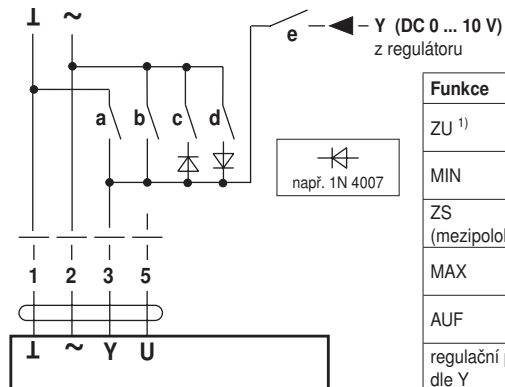 ⊥ ~
e
Y (DC 0 ... 10 V)
z regulátoru
a b c d
např. 1N 4007
1 2 3 5
⊥ ~ Y U
Funkce
ZU 1)
MIN
ZS
MAX
AUF
regulační
dle Y